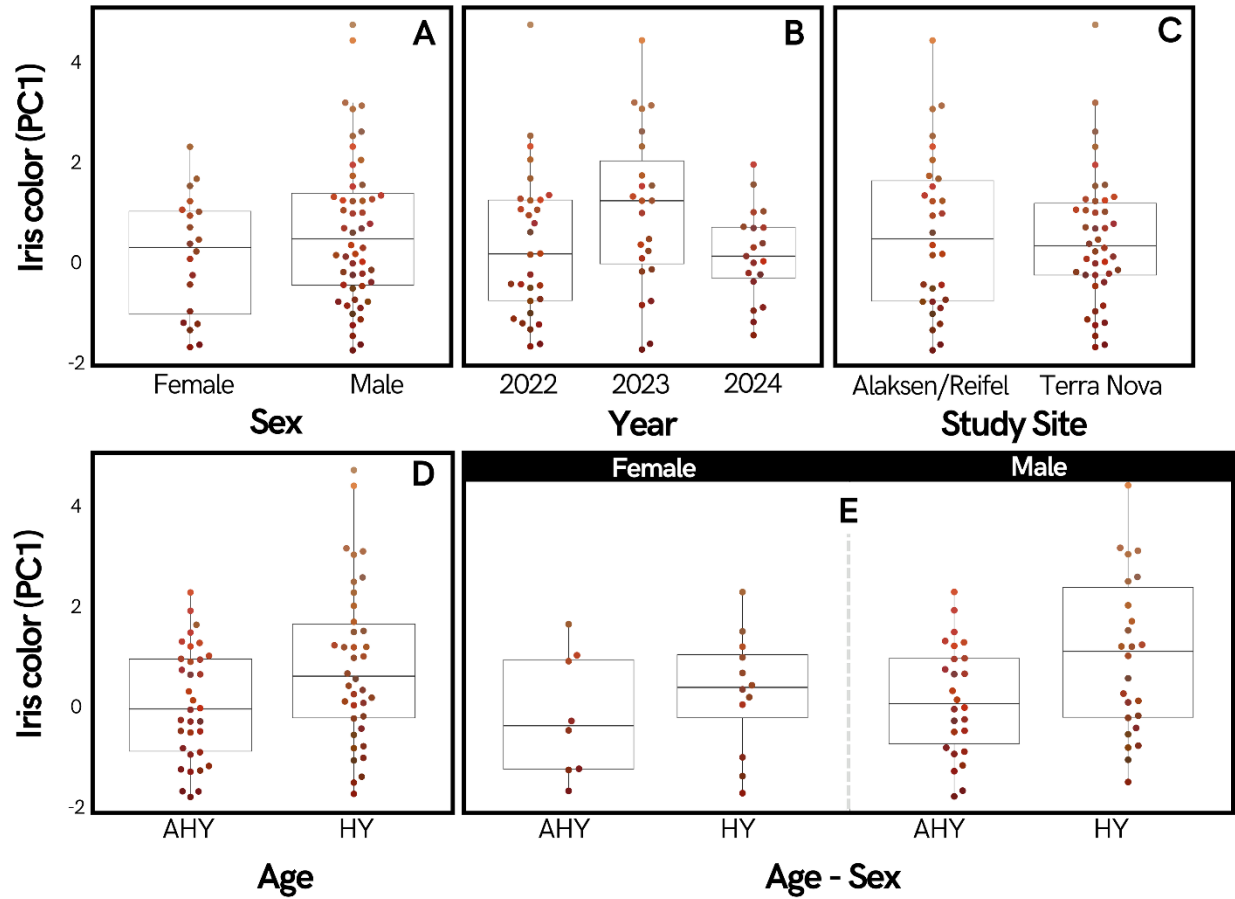 A
B
C
Iris color (PC1)
4
2
0
-2
Female Male
2022 2023 2024
Alaksen/Reifel Terra Nova
Sex
Year
Study Site
D
Female Male
E
Iris color (PC1)
4
2
0
-2
AHY HY
AHY HY AHY HY
Age
Age - Sex